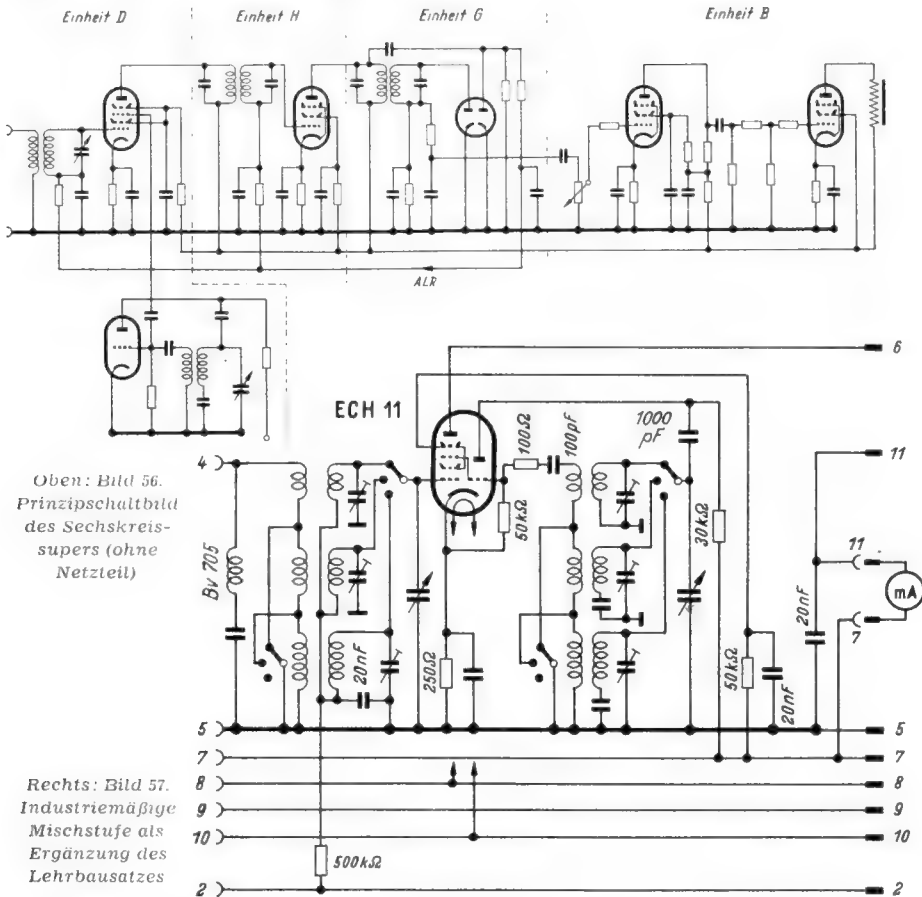 Einheit D
Einheit H
Einheit G
Einheit B
ALR
ECH 11
6
4
11
Oben: Bild 56.
Prinzipschaltbild
des Sechskreis-
supers (ohne
Netzteil)
Bv 705
20nF
250Ω
50kΩ
100Ω
100pF
1000
pF
30kΩ
50kΩ
20nF
20nF
11
mA
7
5
5
7
7
Rechts: Bild 57.
Industriemäßige
Mischstufe als
Ergänzung des
Lehrbausatzes
8
8
9
9
10
10
500kΩ
2
2